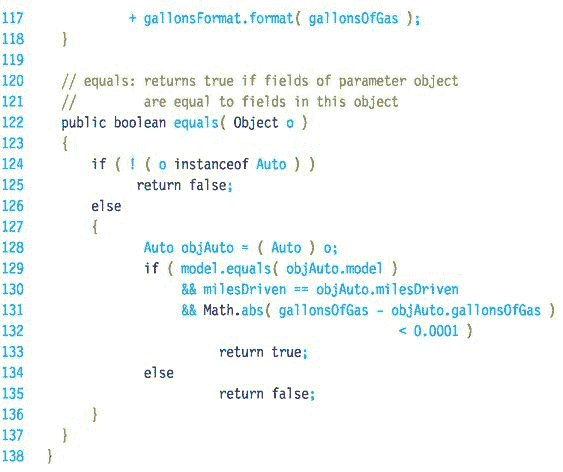 117 + gallonsFormat.format( gallonsOfGas );
118 }
119
120 // equals: returns true if fields of parameter object
121 // are equal to fields in this object
122 public boolean equals( Object o )
123 {
124 if ( ! ( o instanceof Auto ) )
125 return false;
126 else
127 {
128 Auto objAuto = ( Auto ) o;
129 if ( model.equals( objAuto.model )
130 && milesDriven == objAuto.milesDriven
131 && Math.abs( gallonsOfGas - objAuto.gallonsOfGas )
132 < 0.0001 )
133 return true;
134 else
135 return false;
136 }
137 }
138 }